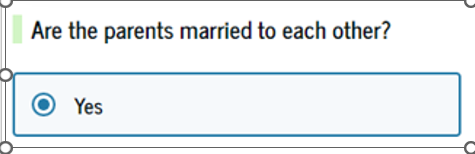 Are the parents married to each other?
Yes